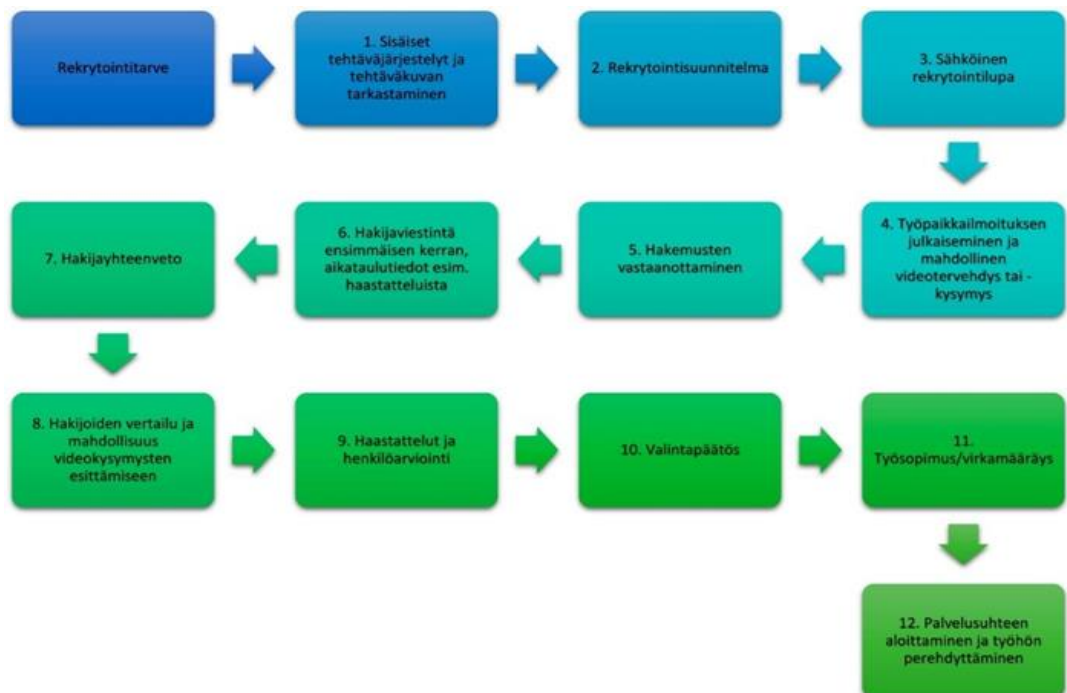 Rekrytointitarve
1. Sisäiset
tehtäväjärjestelyt ja
tehtäväkuvan
tarkastaminen
2. Rekrytointisuunnitelma
3. Sähköinen
rekrytointilupa
4. Työpaikkailmoituksen
julkaiseminen ja
mahdollinen
videotervehdys tai -
kysymys
5. Hakemusten
vastaanottaminen
6. Hakijaviestintä
ensimmäisen kerran,
aikataulutiedot esim.
haastatteluista
7. Hakijayhteenveto
8. Hakijoiden vertailu ja
mahdollisuus
videokysymysten
esittämiseen
9. Haastattelut ja
henkilöarviointi
10. Valintapäätös
11.
Työsopimus/virkamääräys
12. Palvelusuhteen
aloittaminen ja työhön
perehdyttäminen